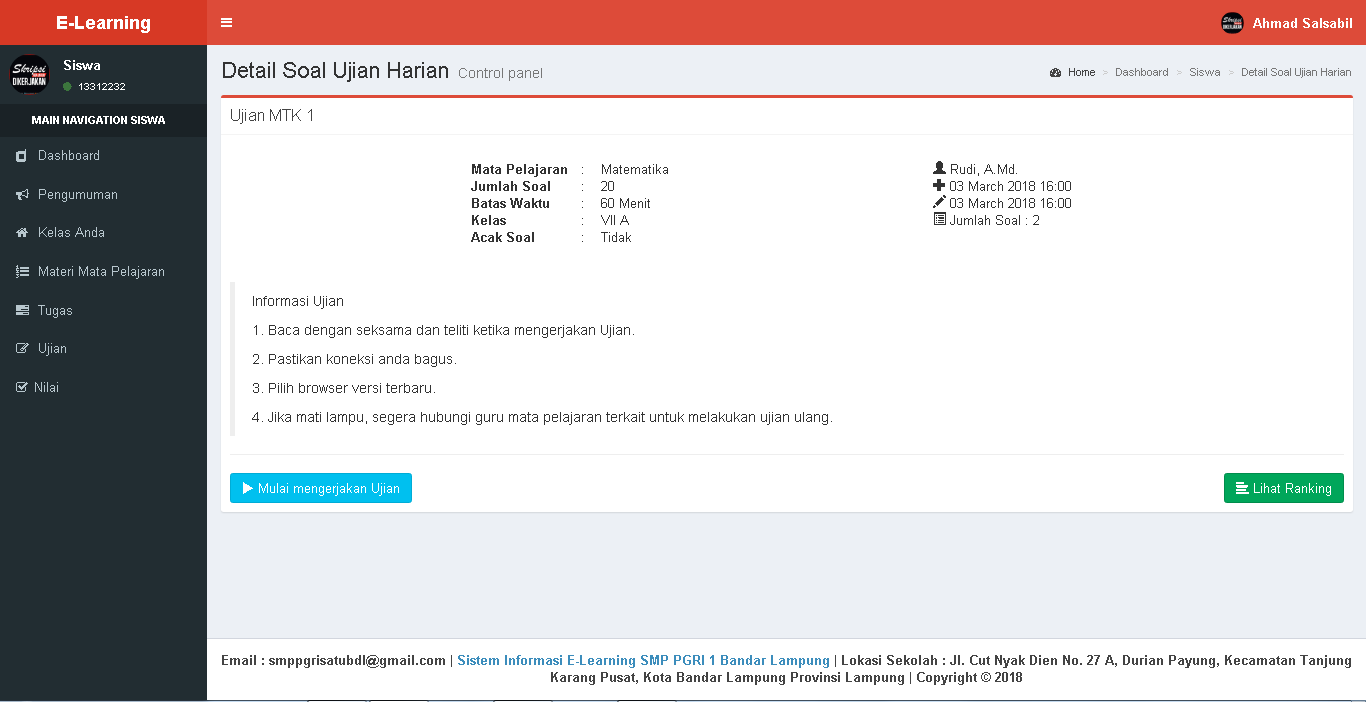 E-Learning
Ahmad Salsabil
Siswa
13312232
MAIN NAVIGATION SISWA
Dashboard
Pengumuman
Kelas Anda
Materi Mata Pelajaran
Tugas
Ujian
Nilai
Detail Soal Ujian Harian Control panel
Home > Dashboard > Siswa > Detail Soal Ujian Harian
Ujian MTK 1
Mata Pelajaran : Matematika
Jumlah Soal : 20
Batas Waktu : 60 Menit
Kelas : VII A
Acak Soal : Tidak
Rudi, A.Md.
03 March 2018 16:00
03 March 2018 16:00
Jumlah Soal : 2
Informasi Ujian
1. Baca dengan seksama dan teliti ketika mengerjakan Ujian.
2. Pastikan koneksi anda bagus.
3. Pilih browser versi terbaru.
4. Jika mati lampu, segera hubungi guru mata pelajaran terkait untuk melakukan ujian ulang.
Mulai mengerjakan Ujian
Lihat Ranking
Email : smppgrisatubdl@gmail.com | Sistem Informasi E-Learning SMP PGRI 1 Bandar Lampung | Lokasi Sekolah : Jl. Cut Nyak Dien No. 27 A, Durian Payung, Kecamatan Tanjung
Karang Pusat, Kota Bandar Lampung Provinsi Lampung | Copyright © 2018